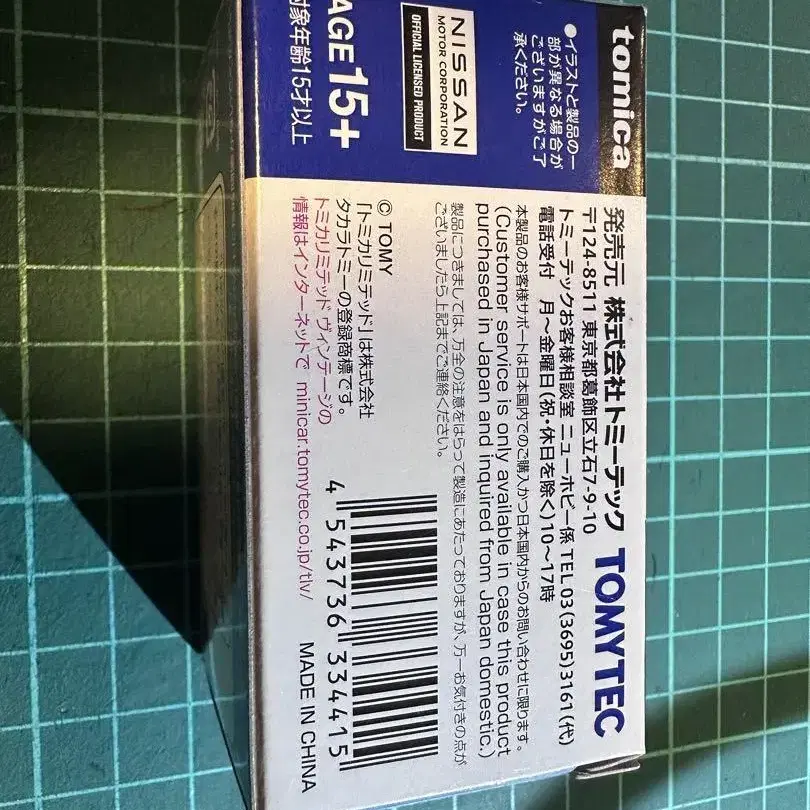 tomica
●イラストと製品の一
部が異なる場合が
ございますがご了
承ください。
NISSAN
MOTOR CORPORATION
OFFICIAL LICENSED PRODUCT
AGE 15+
対象年齢15才以上
発売元 株式会社トミーテック TOMYTEC
〒124-8511 東京都葛飾区立石7-9-10
トミーテックお客様相談室 ニューホビー係 TEL 03(3695)3161(代)
電話受付 月〜金曜日(祝・休日を除く)10〜17時
本製品のお客様サポートは日本国内でのご購入かつ日本国内からのお問い合わせに限ります。
(Customer service is only available in case this product
purchased in Japan and inquired from Japan domestic.)
製品につきましては、万全の注意をはらって製造にあたっておりますが、万一お気付きの点が
ございましたら上記までご連絡ください。
© TOMY
「トミカリミテッド」は株式会社
タカラトミーの登録商標です。
トミカリミテッド ヴィンテージの
情報はインターネットで minicar.tomytec.co.jp/tlv/
4 543736 334415
MADE IN CHINA